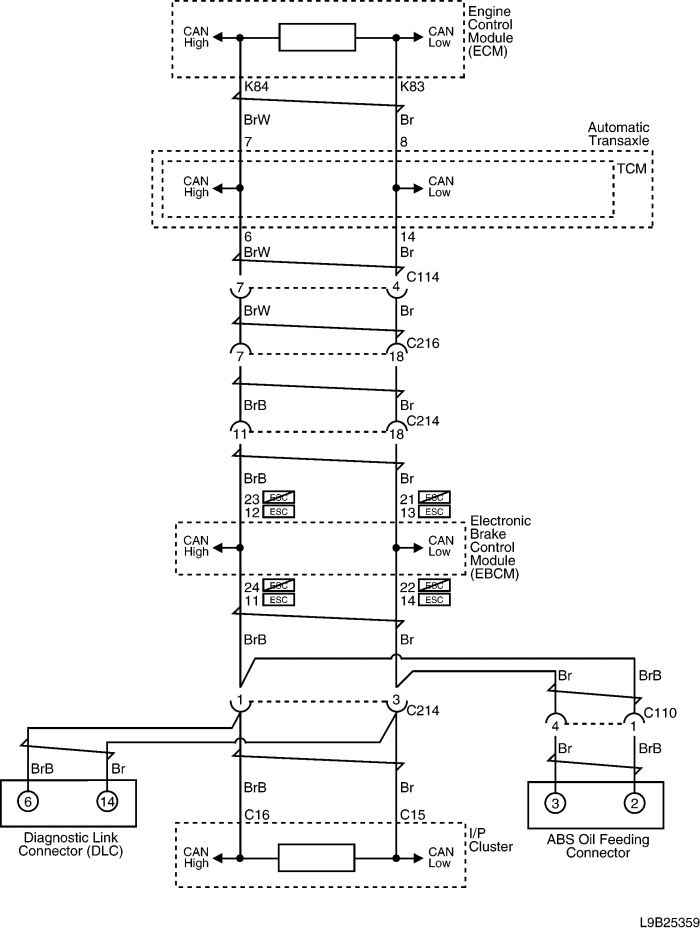 Engine
Control
Module
(ECM)
CAN
High
CAN
Low
K84
K83
BrW
Br
7
8
Automatic
Transaxle
TCM
CAN
High
CAN
Low
6
14
BrW
Br
C114
7
4
BrW
Br
C216
7
18
BrB
Br
C214
11
18
BrB
Br
23 ESC
21 ESC
12 ESC
13 ESC
Electronic
Brake
Control
Module
(EBCM)
CAN
High
CAN
Low
24 ESC
22 ESC
11 ESC
14 ESC
BrB
Br
Br
BrB
1
3
C214
C110
4
1
BrB
Br
Br
BrB
BrB
Br
6
14
3
2
C16
C15
Diagnostic Link
Connector (DLC)
I/P
Cluster
ABS Oil Feeding
Connector
CAN
High
CAN
Low
L9B25359